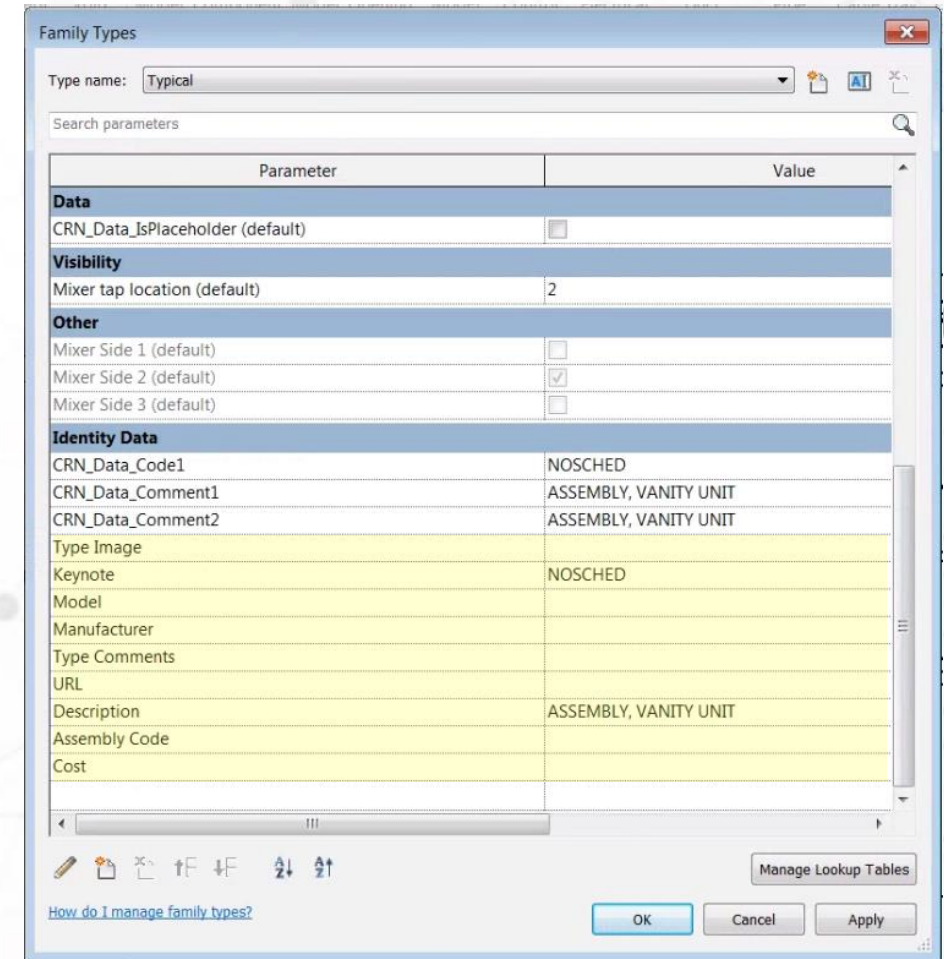 Family Types
Type name: Typical
Search parameters
Parameter Value
Data
CRN_Data_IsPlaceholder (default)
Visibility
Mixer tap location (default) 2
Other
Mixer Side 1 (default)
Mixer Side 2 (default)
Mixer Side 3 (default)
Identity Data
CRN_Data_Code1 NOSCHED
CRN_Data_Comment1 ASSEMBLY, VANITY UNIT
CRN_Data_Comment2 ASSEMBLY, VANITY UNIT
Type Image
Keynote NOSCHED
Model
Manufacturer
Type Comments
URL
Description ASSEMBLY, VANITY UNIT
Assembly Code
Cost
Manage Lookup Tables
How do I manage family types?
OK Cancel Apply